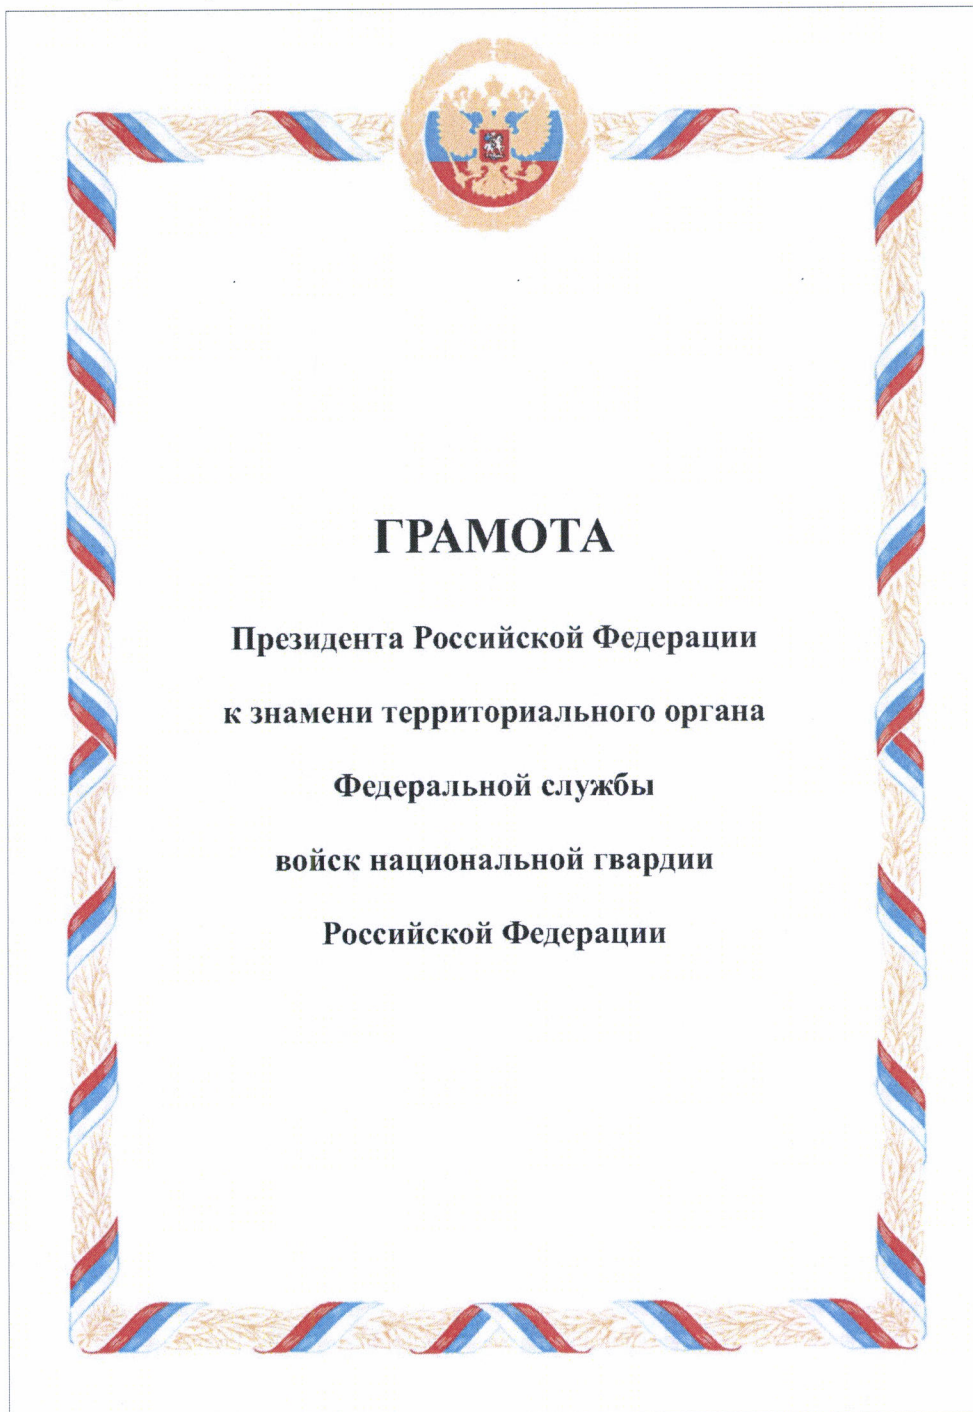 ГРАМОТА
Президента Российской Федерации
к знамени территориального органа
Федеральной службы
войск национальной гвардии
Российской Федерации